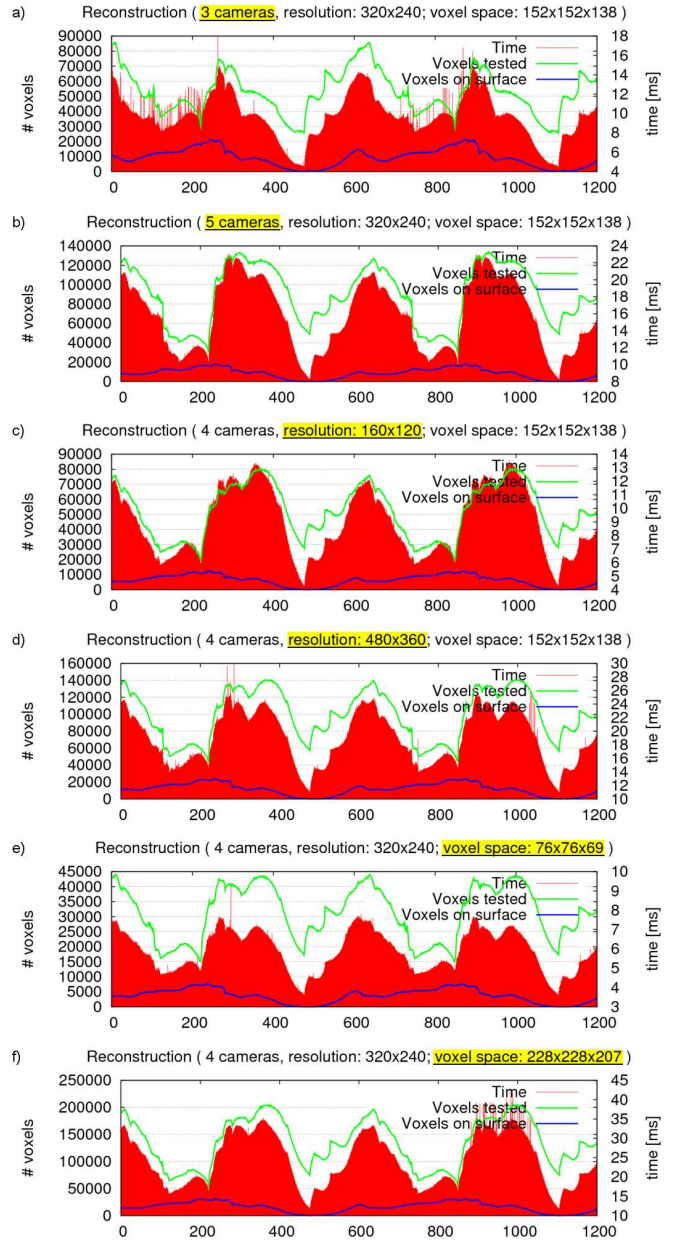 a) Reconstruction ( 3 cameras, resolution: 320x240; voxel space: 152x152x138 )
90000 18
80000 Time 16
70000 Voxels tested 14
60000 Voxels on surface
50000 12
40000 10
30000 8
20000
10000 6
0 4
# voxels
time [ms]
0 200 400 600 800 1000 1200
b) Reconstruction ( 5 cameras, resolution: 320x240; voxel space: 152x152x138 )
140000 24
120000 Time 22
100000 Voxels tested 20
80000 Voxels on surface 18
60000 16
40000 14
20000 12
0 10
8
# voxels
time [ms]
0 200 400 600 800 1000 1200
c) Reconstruction ( 4 cameras, resolution: 160x120; voxel space: 152x152x138 )
90000 14
80000 Time 13
70000 Voxels tested 12
60000 Voxels on surface 11
50000 10
40000 9
30000 8
20000 7
10000 6
0 5
4
# voxels
time [ms]
0 200 400 600 800 1000 1200
d) Reconstruction ( 4 cameras, resolution: 480x360; voxel space: 152x152x138 )
160000 30
140000 Time 28
120000 Voxels tested 26
100000 Voxels on surface 24
80000 22
60000 20
40000 18
20000 16
0 14
12
10
# voxels
time [ms]
0 200 400 600 800 1000 1200
e) Reconstruction ( 4 cameras, resolution: 320x240; voxel space: 76x76x69 )
45000 10
40000 Time 9
35000 Voxels tested 8
30000 Voxels on surface 7
25000 6
20000 5
15000 4
10000 3
5000
0
# voxels
time [ms]
0 200 400 600 800 1000 1200
f) Reconstruction ( 4 cameras, resolution: 320x240; voxel space: 228x228x207 )
250000 45
200000 Time 40
150000 Voxels tested 35
100000 Voxels on surface 30
50000 25
0 20
15
10
# voxels
time [ms]
0 200 400 600 800 1000 1200